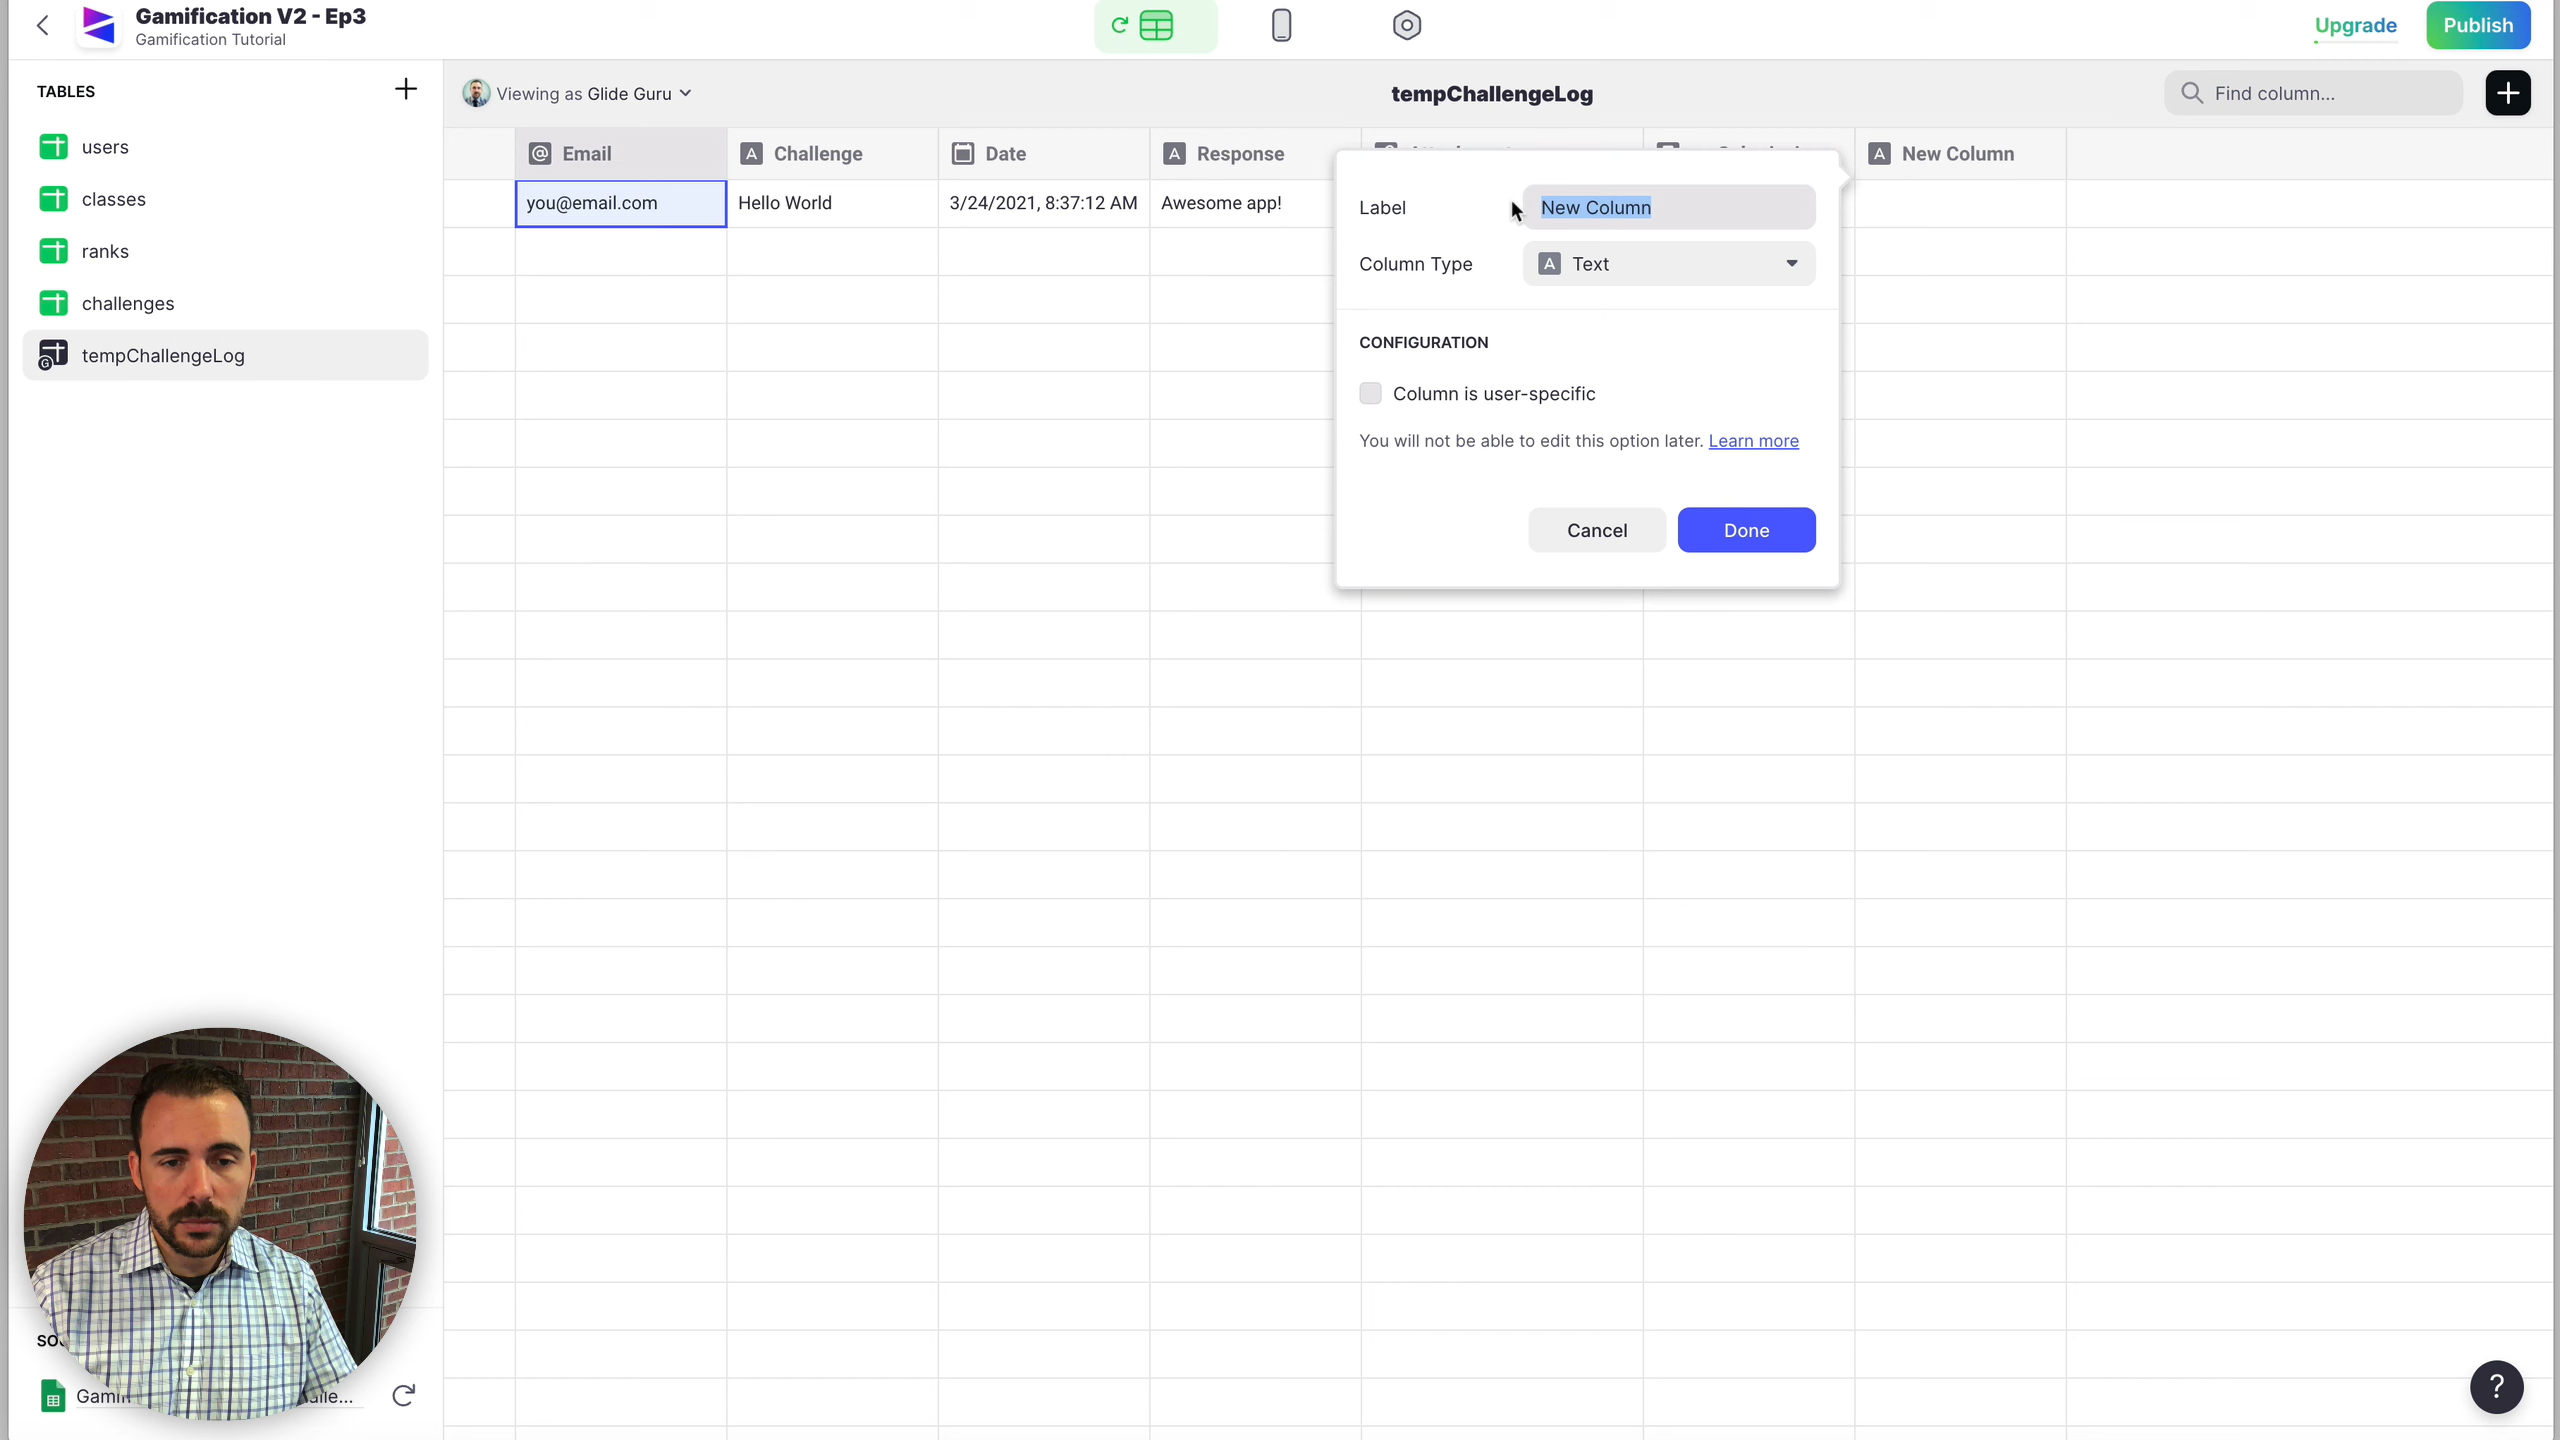 Gamification V2 - Ep3
Gamification Tutorial
Upgrade
Publish
TABLES
users
classes
ranks
challenges
tempChallengeLog
Viewing as Glide Guru
tempChallengeLog
Find column...
Email
Challenge
Date
Response
New Column
you@email.com
Hello World
3/24/2021, 8:37:12 AM
Awesome app!
Label
New Column
Column Type
A Text
CONFIGURATION
Column is user-specific
You will not be able to edit this option later. Learn more
Cancel
Done
?